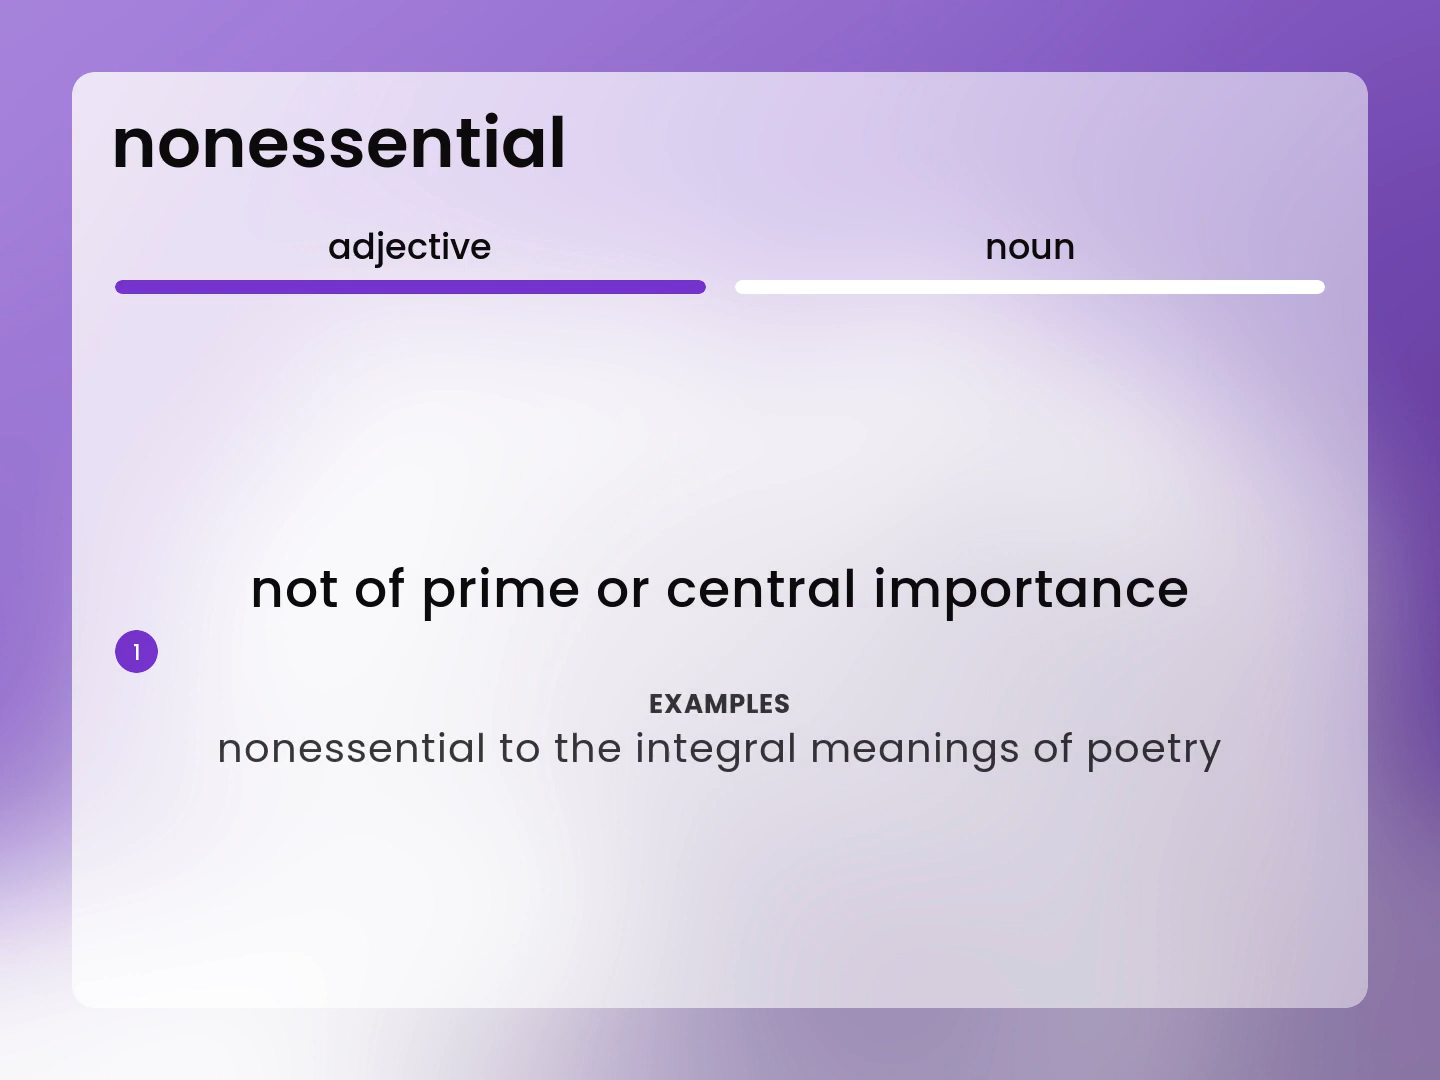 nonessential
adjective
noun
not of prime or central importance
1
EXAMPLES
nonessential to the integral meanings of poetry